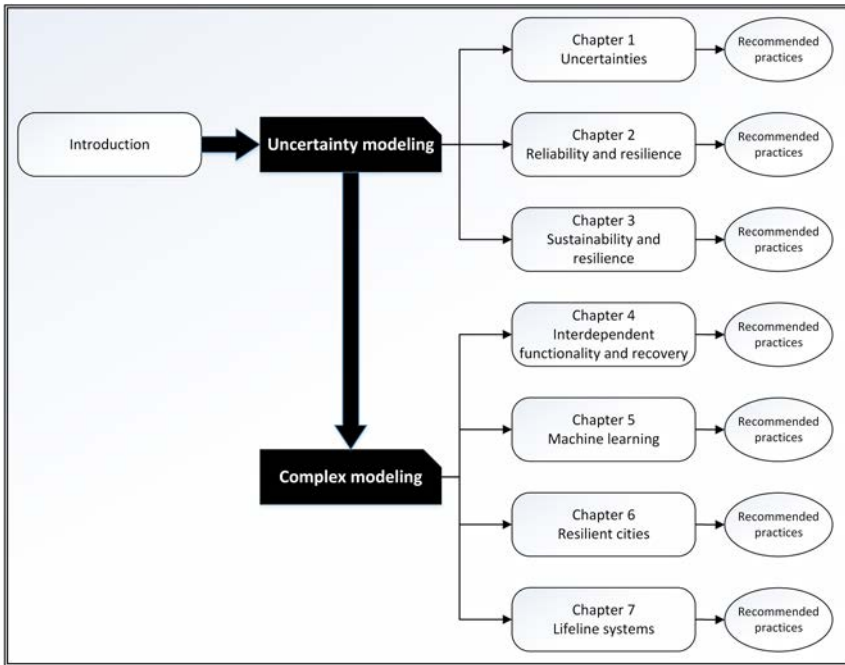 Introduction
Uncertainty modeling
Chapter 1
Uncertainties
Recommended
practices
Chapter 2
Reliability and resilience
Recommended
practices
Chapter 3
Sustainability and
resilience
Recommended
practices
Complex modeling
Chapter 4
Interdependent
functionality and recovery
Recommended
practices
Chapter 5
Machine learning
Recommended
practices
Chapter 6
Resilient cities
Recommended
practices
Chapter 7
Lifeline systems
Recommended
practices